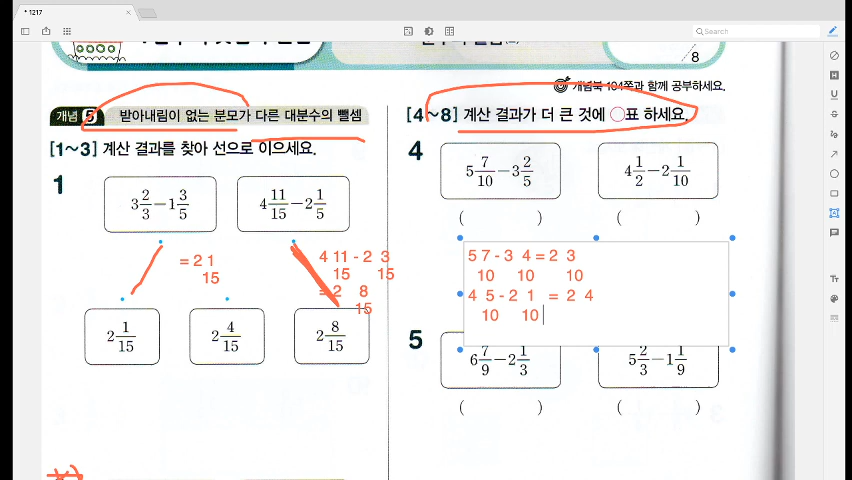 • 1217
Search
8
개념북 104쪽과 함께 공부하세요.
개념 5 받아내림이 없는 분모가 다른 대분수의 뺄셈
[1~3] 계산 결과를 찾아 선으로 이으세요.
1
3 2/3 − 1 3/5
4 11/15 − 2 1/5
= 2 1
15
4 11 - 2 3
15 15
= 2 8
15
2 1/15
2 4/15
2 8/15
[4~8] 계산 결과가 더 큰 것에 ○표 하세요.
4
5 7/10 − 3 2/5
4 1/2 − 2 1/10
( ) ( )
5 7 - 3 4 = 2 3
10 10 10
4 5 - 2 1 = 2 4
10 10
5
6 7/9 − 2 1/3
5 2/3 − 1 1/9
( ) ( )